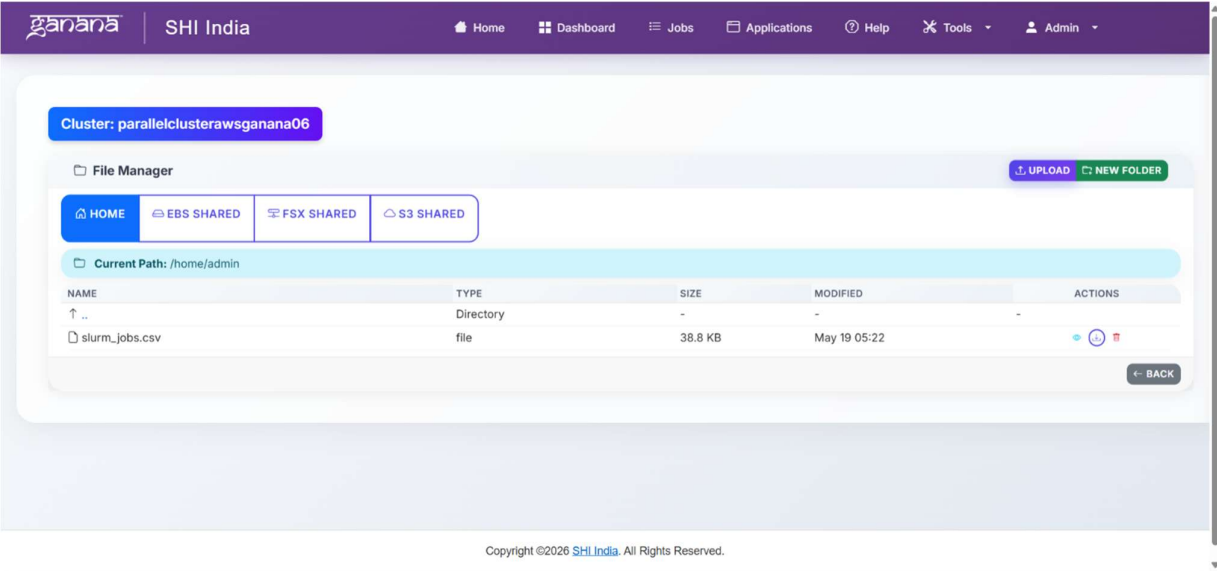 ganana SHI India Home Dashboard Jobs Applications Help Tools Admin
Cluster: parallelclusterawsganana06
File Manager UPLOAD NEW FOLDER
HOME EBS SHARED FSX SHARED S3 SHARED
Current Path: /home/admin
NAME TYPE SIZE MODIFIED ACTIONS
.. Directory - - -
slurm_jobs.csv file 38.8 KB May 19 05:22
← BACK
Copyright ©2026 SHI India. All Rights Reserved.